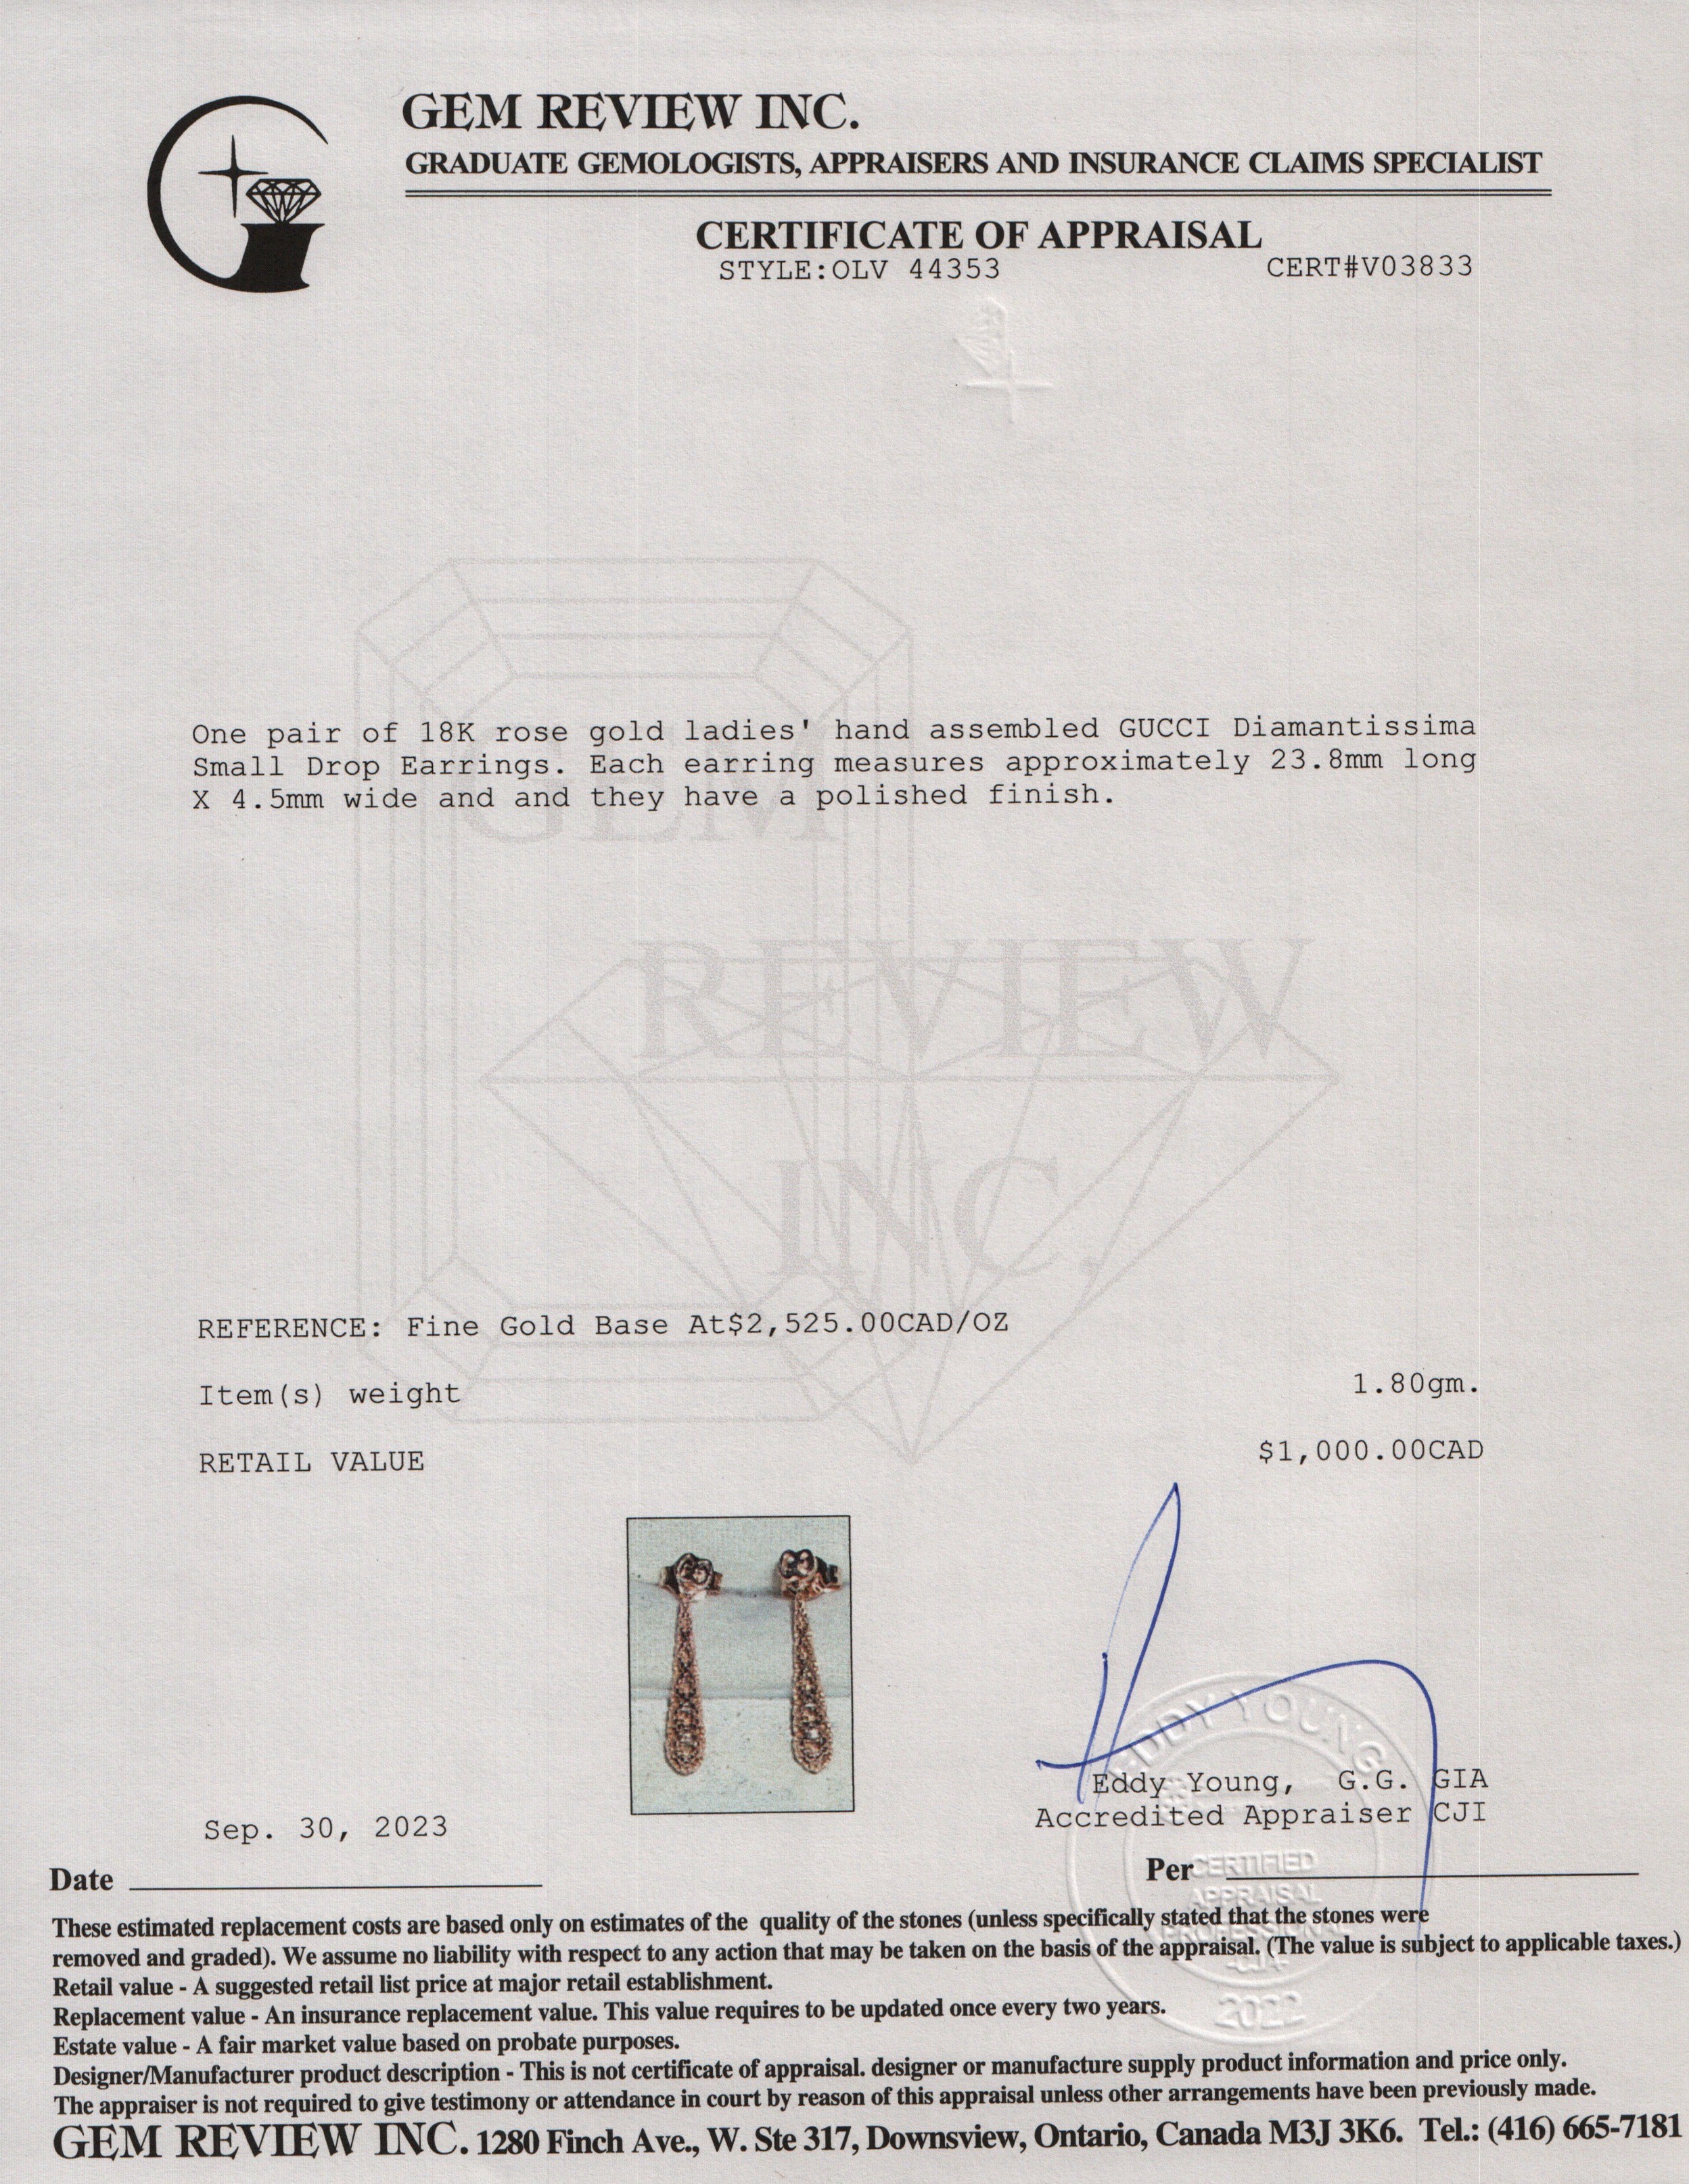 GEM REVIEW INC.
GRADUATE GEMOLOGISTS, APPRAISERS AND INSURANCE CLAIMS SPECIALIST
CERTIFICATE OF APPRAISAL
STYLE:OLV 44353
CERT#V03833
One pair of 18K rose gold ladies' hand assembled GUCCI Diamantissima
Small Drop Earrings. Each earring measures approximately 23.8mm long
X 4.5mm wide and and they have a polished finish.
GEM
REVIEW
INC.
REFERENCE: Fine Gold Base At$2,525.00CAD/OZ
Item(s) weight 1.80gm.
RETAIL VALUE $1,000.00CAD
EDDY YOUNG
Eddy Young, G.G. GIA
Accredited Appraiser CJI
Sep. 30, 2023
Date
Per
CERTIFIED
APPRAISAL
PROFESSIONAL
-CJA-
2022
These estimated replacement costs are based only on estimates of the quality of the stones (unless specifically stated that the stones were
removed and graded). We assume no liability with respect to any action that may be taken on the basis of the appraisal. (The value is subject to applicable taxes.)
Retail value - A suggested retail list price at major retail establishment.
Replacement value - An insurance replacement value. This value requires to be updated once every two years.
Estate value - A fair market value based on probate purposes.
Designer/Manufacturer product description - This is not certificate of appraisal. designer or manufacture supply product information and price only.
The appraiser is not required to give testimony or attendance in court by reason of this appraisal unless other arrangements have been previously made.
GEM REVIEW INC. 1280 Finch Ave., W. Ste 317, Downsview, Ontario, Canada M3J 3K6. Tel.: (416) 665-7181